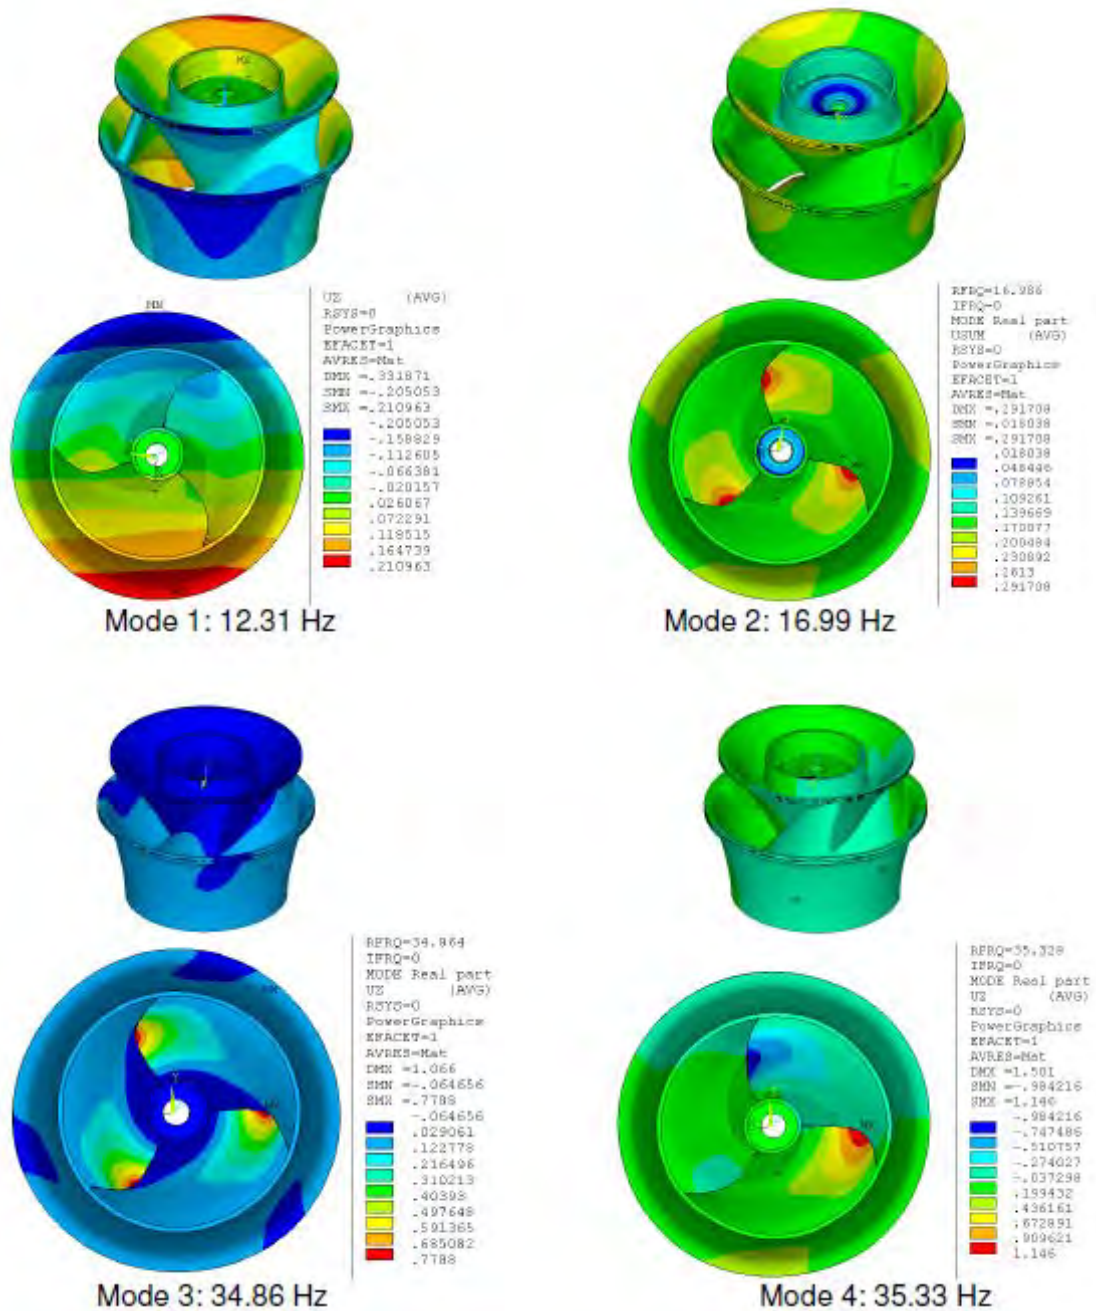 MX
MN
UZ (AVG)
RSYS=0
PowerGraphics
EFACET=1
AVRES=Mat
DMX =.331871
SMN =-.205053
SMX =.210963
-.205053
-.158829
-.112605
-.066381
-.020157
.026067
.072291
.118515
.164739
.210963
Mode 1: 12.31 Hz
RFRQ=16.986
IFRQ=0
MODE Real part
USUM (AVG)
RSYS=0
PowerGraphics
EFACET=1
AVRES=Mat
DMX =.291708
SMN =.018038
SMX =.291708
.018038
.048446
.078854
.109261
.139669
.170077
.200484
.230892
.2613
.291708
Mode 2: 16.99 Hz
RFRQ=34.864
IFRQ=0
MODE Real part
UZ (AVG)
RSYS=0
PowerGraphics
EFACET=1
AVRES=Mat
DMX =1.066
SMN =-.064656
SMX =.7788
-.064656
.029061
.122778
.216496
.310213
.40393
.497648
.591365
.685082
.7788
Mode 3: 34.86 Hz
RFRQ=35.328
IFRQ=0
MODE Real part
UZ (AVG)
RSYS=0
PowerGraphics
EFACET=1
AVRES=Mat
DMX =1.501
SMN =-.984216
SMX =1.146
-.984216
-.747486
-.510757
-.274027
-.037298
.199432
.436161
.672891
.909621
1.146
Mode 4: 35.33 Hz